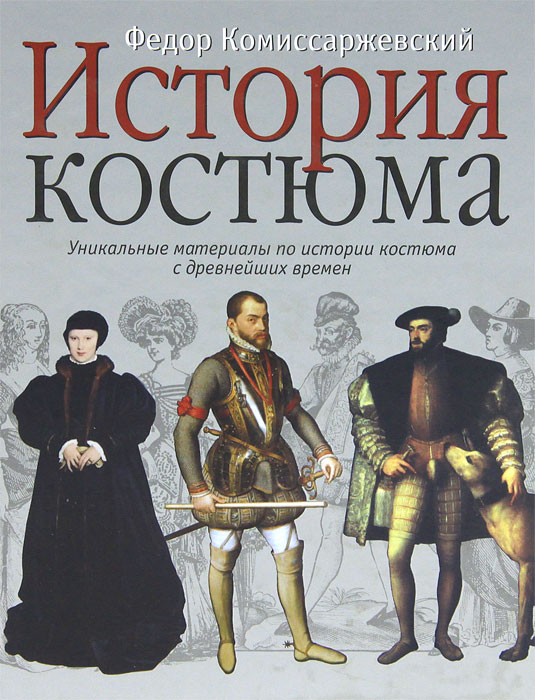 Федор Комиссаржевский
История
костюма
Уникальные материалы по истории костюма
с древнейших времен